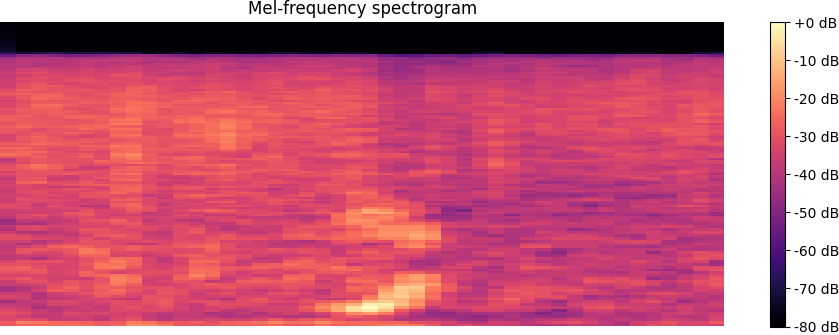 Mel-frequency spectrogram
+0 dB
-10 dB
-20 dB
-30 dB
-40 dB
-50 dB
-60 dB
-70 dB
-80 dB